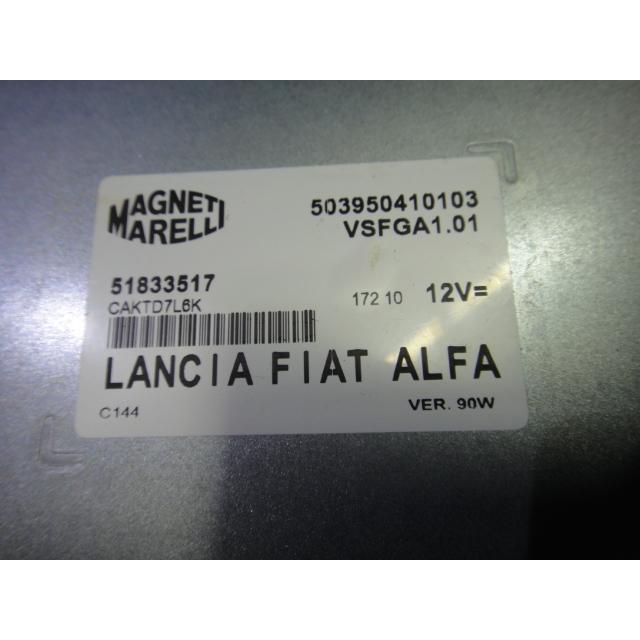 MAGNETI
MARELLI
503950410103
VSFGA1.01
51833517
CAKTD7L6K
172 10 12V=
LANCIA FIAT ALFA
C144
VER. 90W